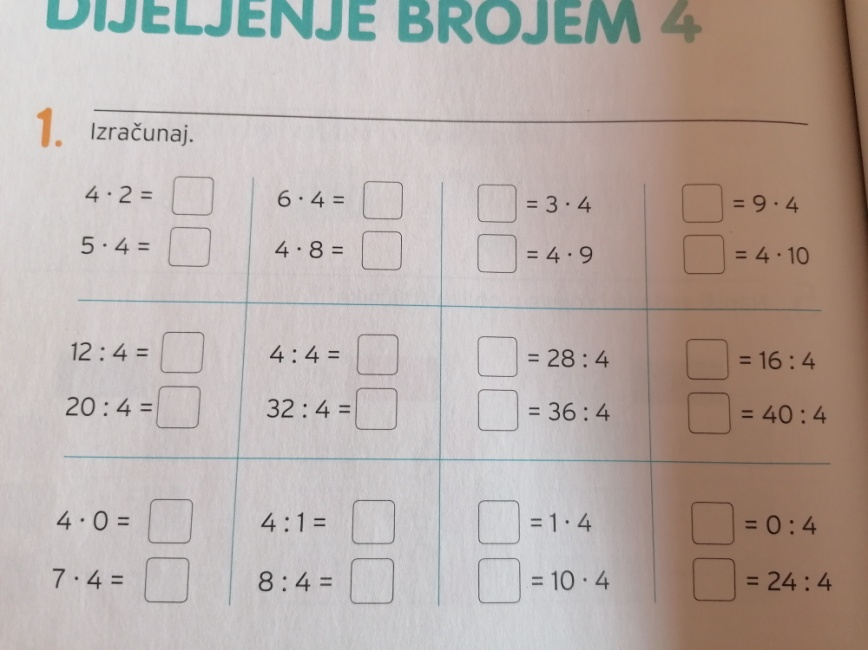 DIJELJENJE BROJEM 4
1. Izračunaj.
4 · 2 = 6 · 4 = = 3 · 4 = 9 · 4
5 · 4 = 4 · 8 = = 4 · 9 = 4 · 10
12 : 4 = 4 : 4 = = 28 : 4 = 16 : 4
20 : 4 = 32 : 4 = = 36 : 4 = 40 : 4
4 · 0 = 4 : 1 = = 1 · 4 = 0 : 4
7 · 4 = 8 : 4 = = 10 · 4 = 24 : 4